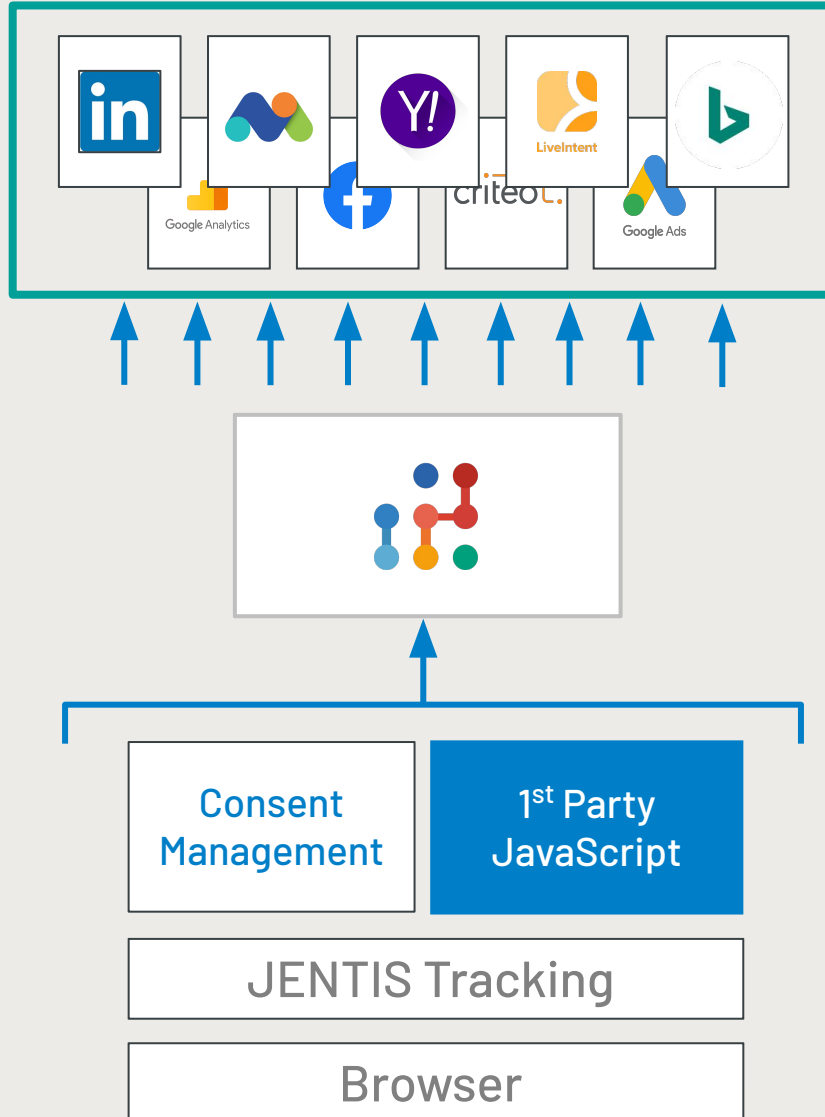 in
Y!
LiveIntent
Google Analytics
f
criteo
Google Ads
Consent
Management
1st Party
JavaScript
JENTIS Tracking
Browser